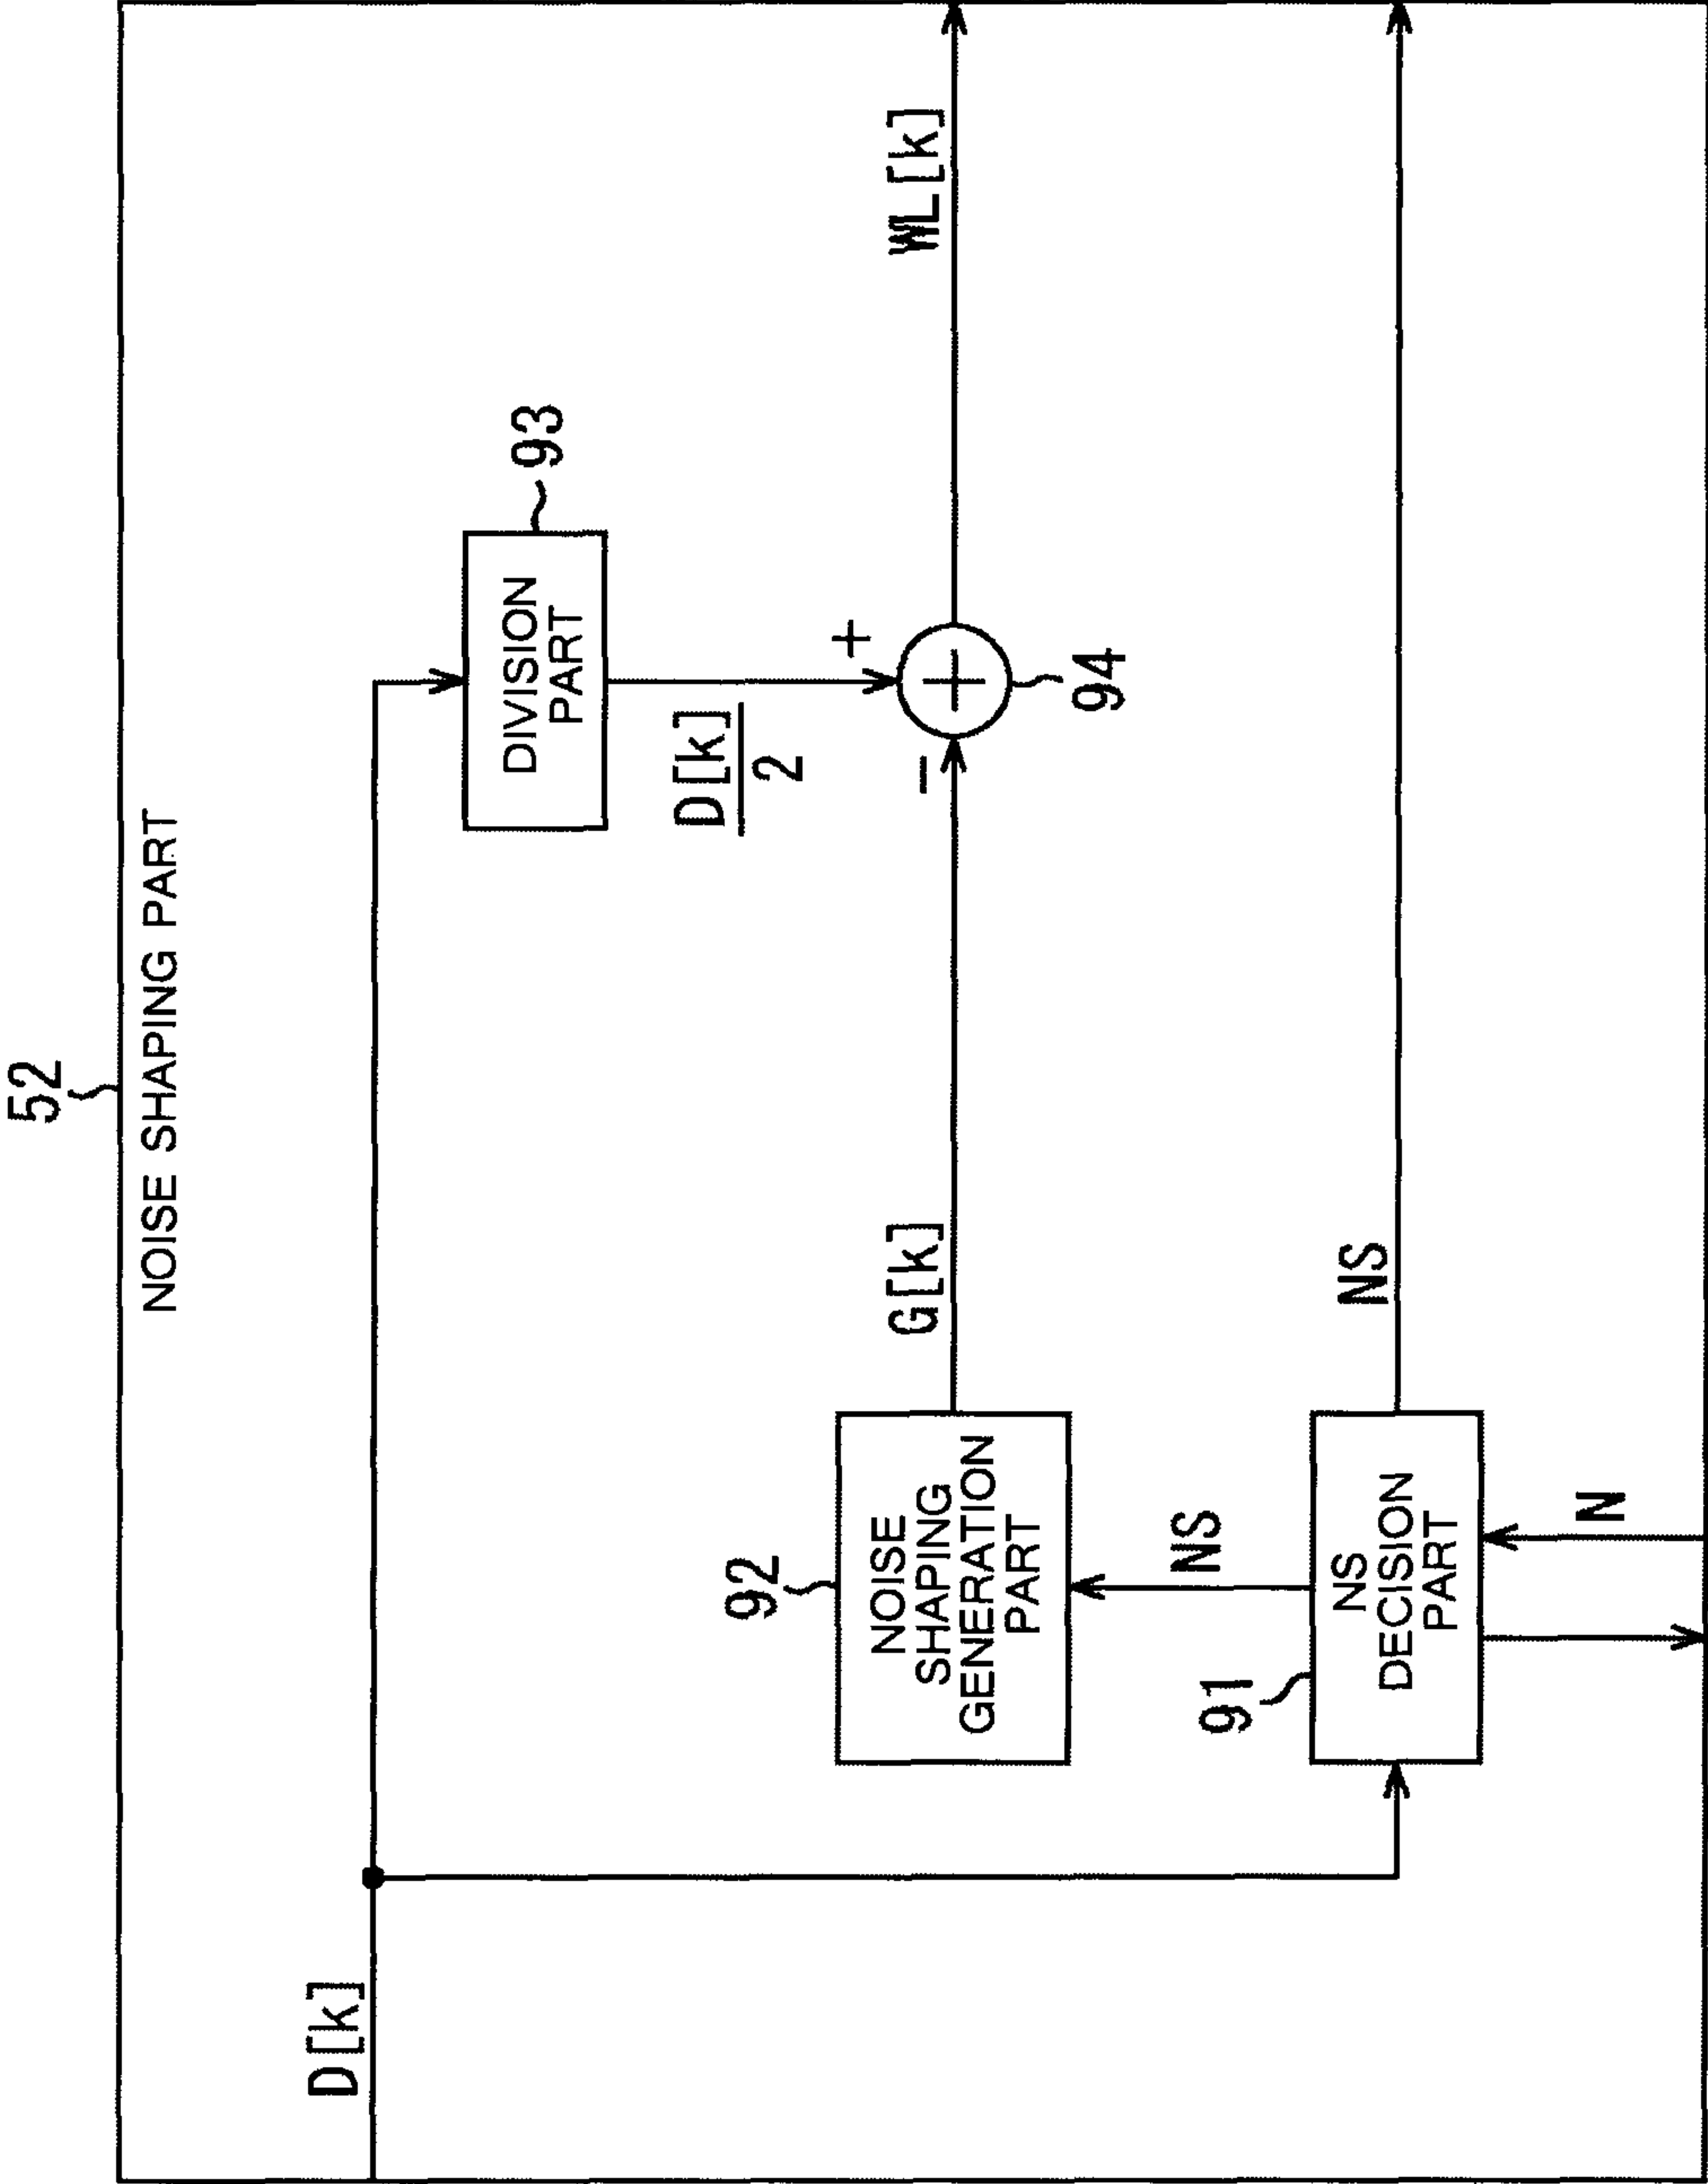 52
NOISE SHAPING PART
D[k]
DIVISION
PART
93
D[k]
2
+
-
+
94
WL[k]
92
NOISE
SHAPING
GENERATION
PART
G[k]
NS
91
NS
DECISION
PART
NS
N